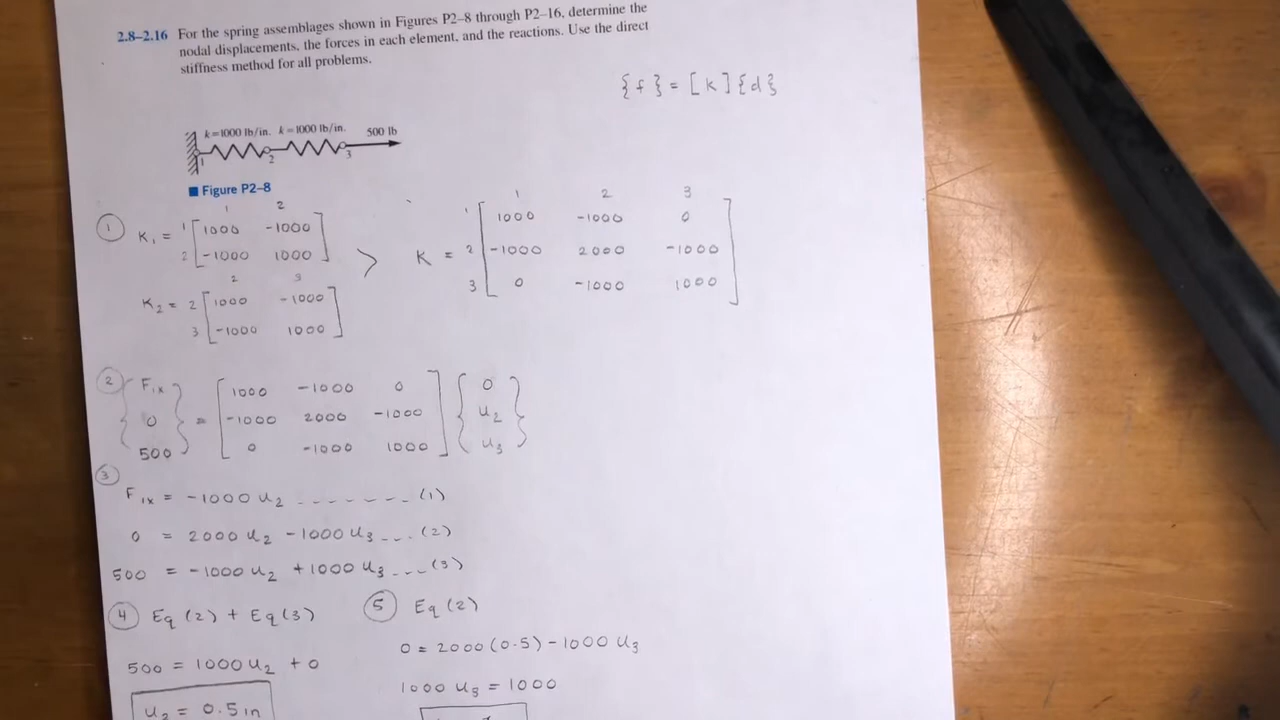 2.8–2.16 For the spring assemblages shown in Figures P2–8 through P2–16, determine the
nodal displacements, the forces in each element, and the reactions. Use the direct
stiffness method for all problems.
{f} = [K]{d}
k=1000 lb/in. k=1000 lb/in. 500 lb
1 2 3
■ Figure P2–8
① K₁ =
1 2
1 [1000 -1000]
2 [-1000 1000]
K₂ =
2 3
2 [1000 -1000]
3 [-1000 1000]
>
K =
1 2 3
1 [1000 -1000 0]
2 [-1000 2000 -1000]
3 [0 -1000 1000]
② {F₁ₓ} [1000 -1000 0] {0}
{0} = [-1000 2000 -1000] {u₂}
{500} [0 -1000 1000] {u₃}
③
F₁ₓ = -1000 u₂ ------- (1)
0 = 2000 u₂ - 1000 u₃ --- (2)
500 = -1000 u₂ + 1000 u₃ --- (3)
④ Eq (2) + Eq (3)
500 = 1000 u₂ + 0
u₂ = 0.5 in
⑤ Eq (2)
0 = 2000 (0.5) - 1000 u₃
1000 u₃ = 1000